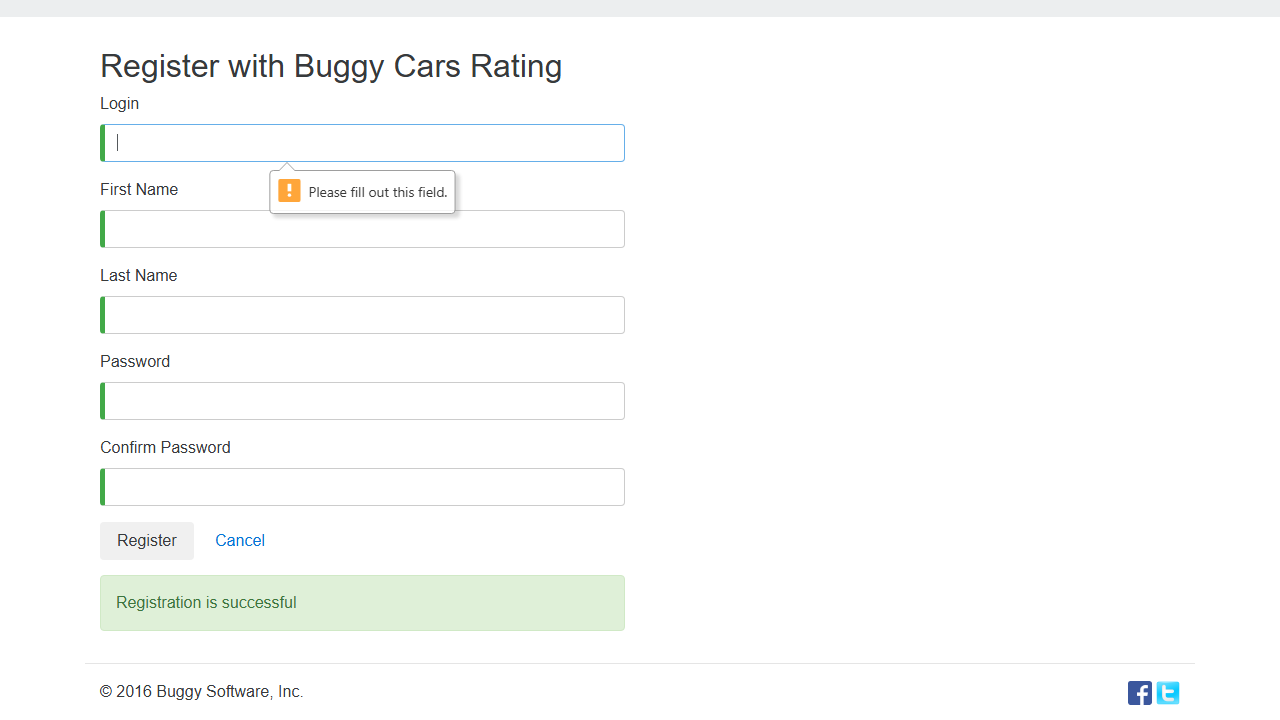 Register with Buggy Cars Rating
Login
Please fill out this field.
First Name
Last Name
Password
Confirm Password
Register Cancel
Registration is successful
© 2016 Buggy Software, Inc.